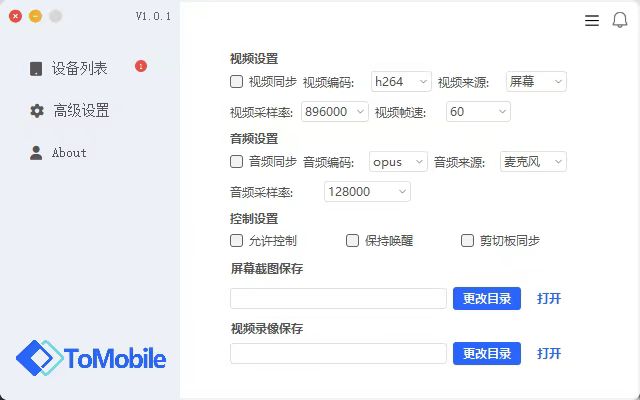 V1.0.1
设备列表 1
高级设置
About
ToMobile
视频设置
视频同步 视频编码: h264 视频来源: 屏幕
视频采样率: 896000 视频帧速: 60
音频设置
音频同步 音频编码: opus 音频来源: 麦克风
音频采样率: 128000
控制设置
允许控制 保持唤醒 剪切板同步
屏幕截图保存
更改目录 打开
视频录像保存
更改目录 打开